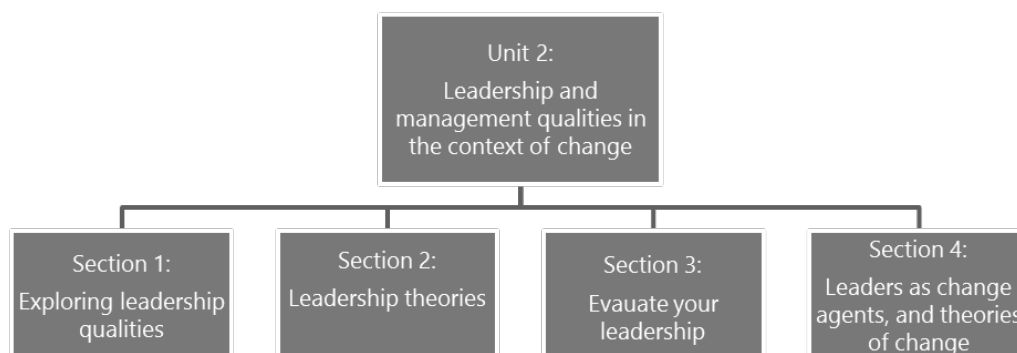 Unit 2:
Leadership and
management qualities in
the context of change
Section 1:
Exploring leadership
qualities
Section 2:
Leadership theories
Section 3:
Evauate your
leadership
Section 4:
Leaders as change
agents, and theories
of change